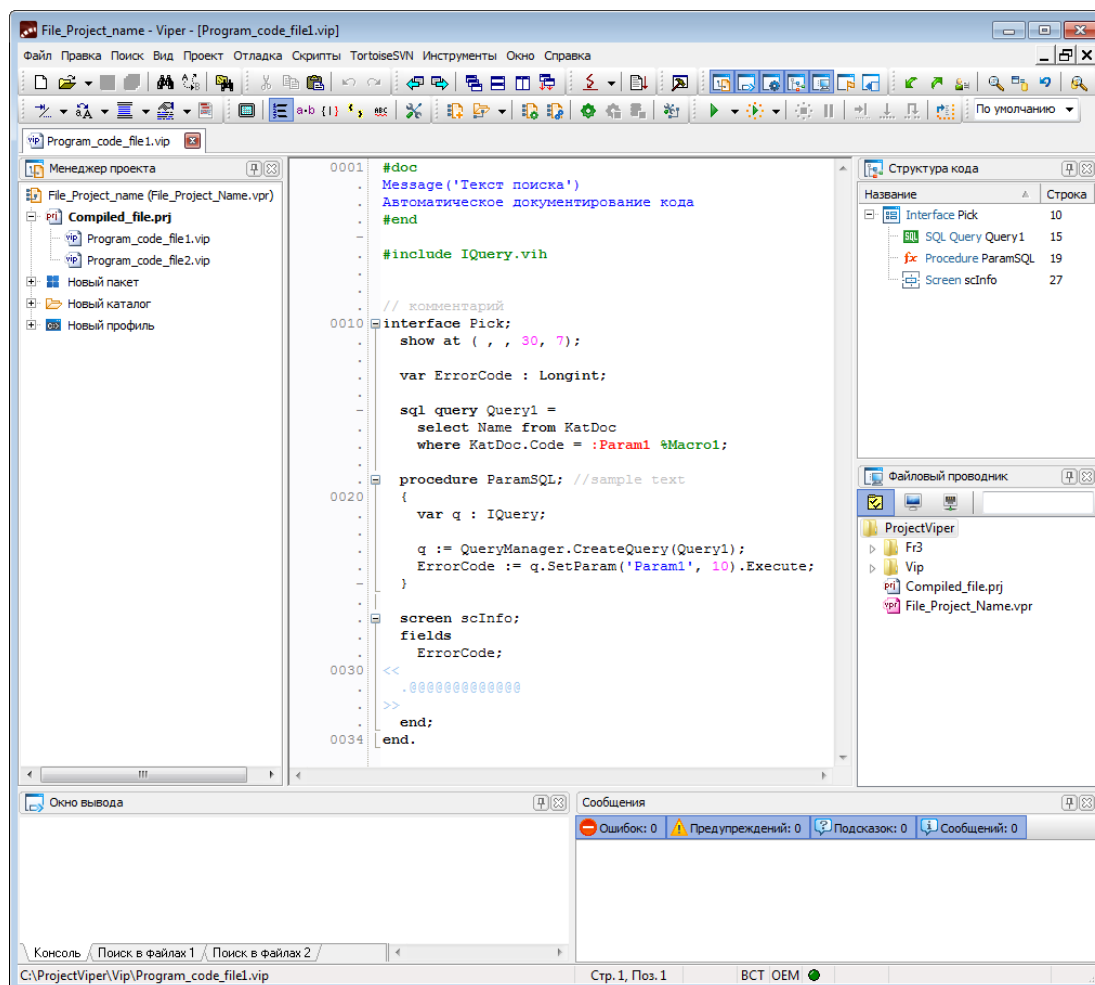 File_Project_name - Viper - [Program_code_file1.vip]
Файл Правка Поиск Вид Проект Отладка Скрипты TortoiseSVN Инструменты Окно Справка
По умолчанию
Program_code_file1.vip
Менеджер проекта
File_Project_name (File_Project_Name.vpr)
Compiled_file.prj
Program_code_file1.vip
Program_code_file2.vip
Новый пакет
Новый каталог
Новый профиль
0001 #doc
Message('Текст поиска')
Автоматическое документирование кода
#end
#include IQuery.vih
// комментарий
0010 interface Pick;
show at ( , , 30, 7);
var ErrorCode : Longint;
sql query Query1 =
select Name from KatDoc
where KatDoc.Code = :Param1 %Macro1;
procedure ParamSQL; //sample text
0020 {
var q : IQuery;
q := QueryManager.CreateQuery(Query1);
ErrorCode := q.SetParam('Param1', 10).Execute;
}
screen scInfo;
fields
ErrorCode;
0030 <<
.@@@@@@@@@@@@@
>>
end;
0034 end.
Структура кода
Название Строка
Interface Pick 10
SQL Query Query1 15
Procedure ParamSQL 19
Screen scInfo 27
Файловый проводник
ProjectViper
Fr3
Vip
Compiled_file.prj
File_Project_Name.vpr
Окно вывода
Консоль Поиск в файлах 1 Поиск в файлах 2
Сообщения
Ошибок: 0 Предупреждений: 0 Подсказок: 0 Сообщений: 0
C:\ProjectViper\Vip\Program_code_file1.vip Стр. 1, Поз. 1 ВСТ OEM